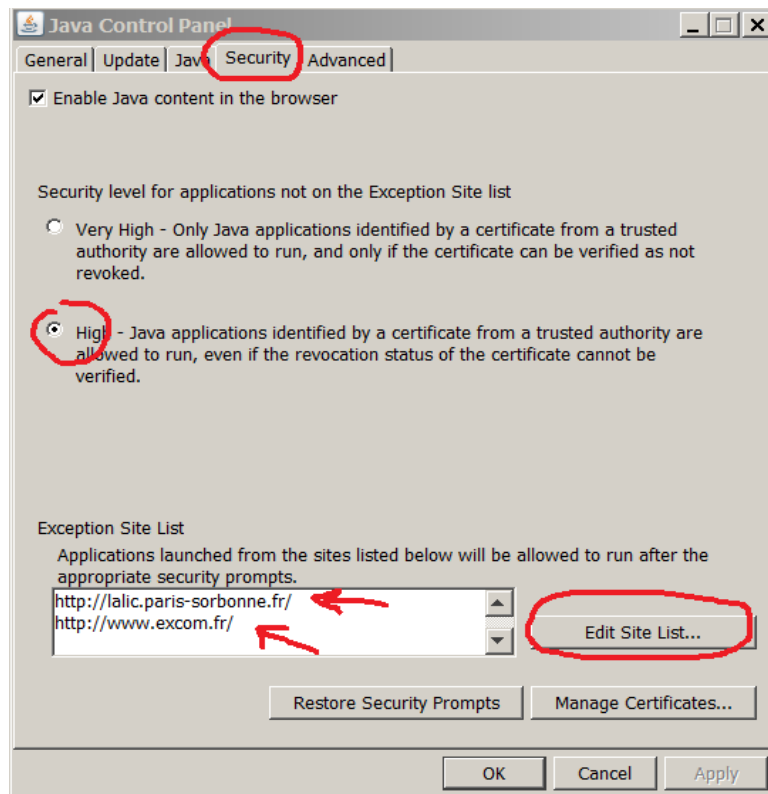 Java Control Panel
General Update Java Security Advanced
Enable Java content in the browser
Security level for applications not on the Exception Site list
Very High - Only Java applications identified by a certificate from a trusted
authority are allowed to run, and only if the certificate can be verified as not
revoked.
High - Java applications identified by a certificate from a trusted authority are
allowed to run, even if the revocation status of the certificate cannot be
verified.
Exception Site List
Applications launched from the sites listed below will be allowed to run after the
appropriate security prompts.
http://lalic.paris-sorbonne.fr/
http://www.excom.fr/
Edit Site List...
Restore Security Prompts Manage Certificates...
OK Cancel Apply